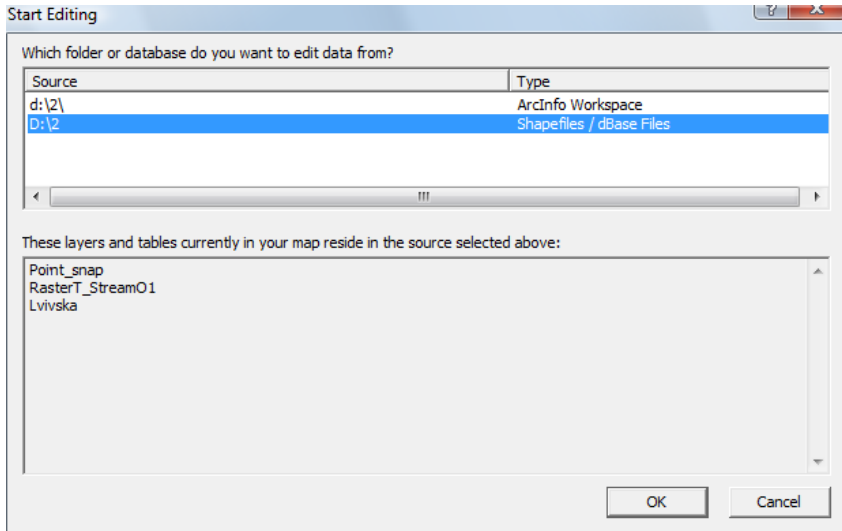 Start Editing
Which folder or database do you want to edit data from?
Source Type
d:\2\ ArcInfo Workspace
D:\2 Shapefiles / dBase Files
These layers and tables currently in your map reside in the source selected above:
Point_snap
RasterT_StreamO1
Lvivska
OK Cancel